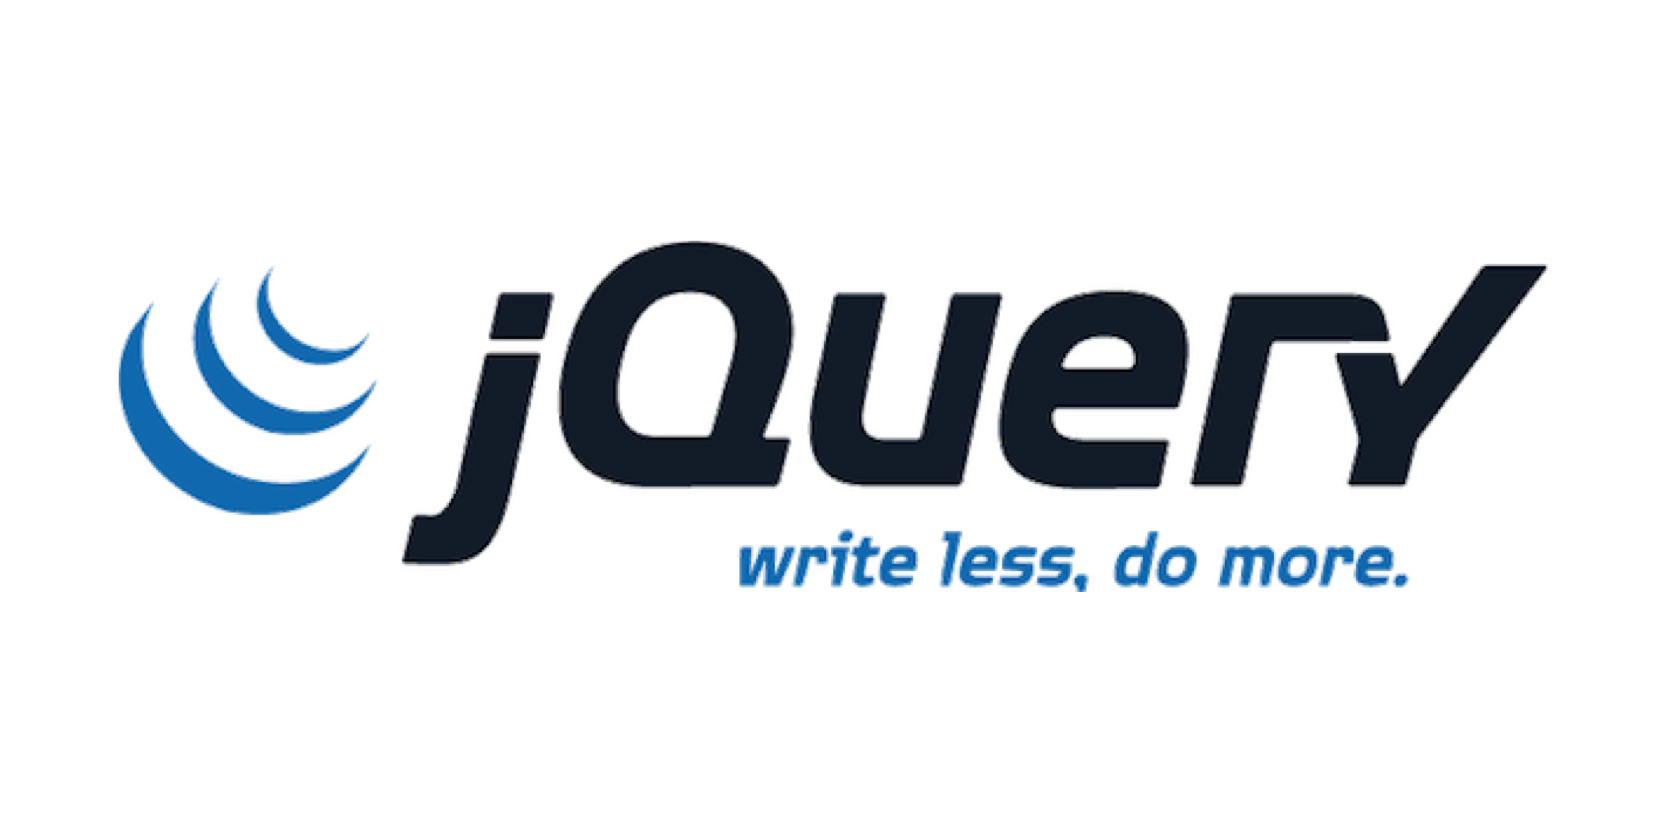 jQuery
write less, do more.